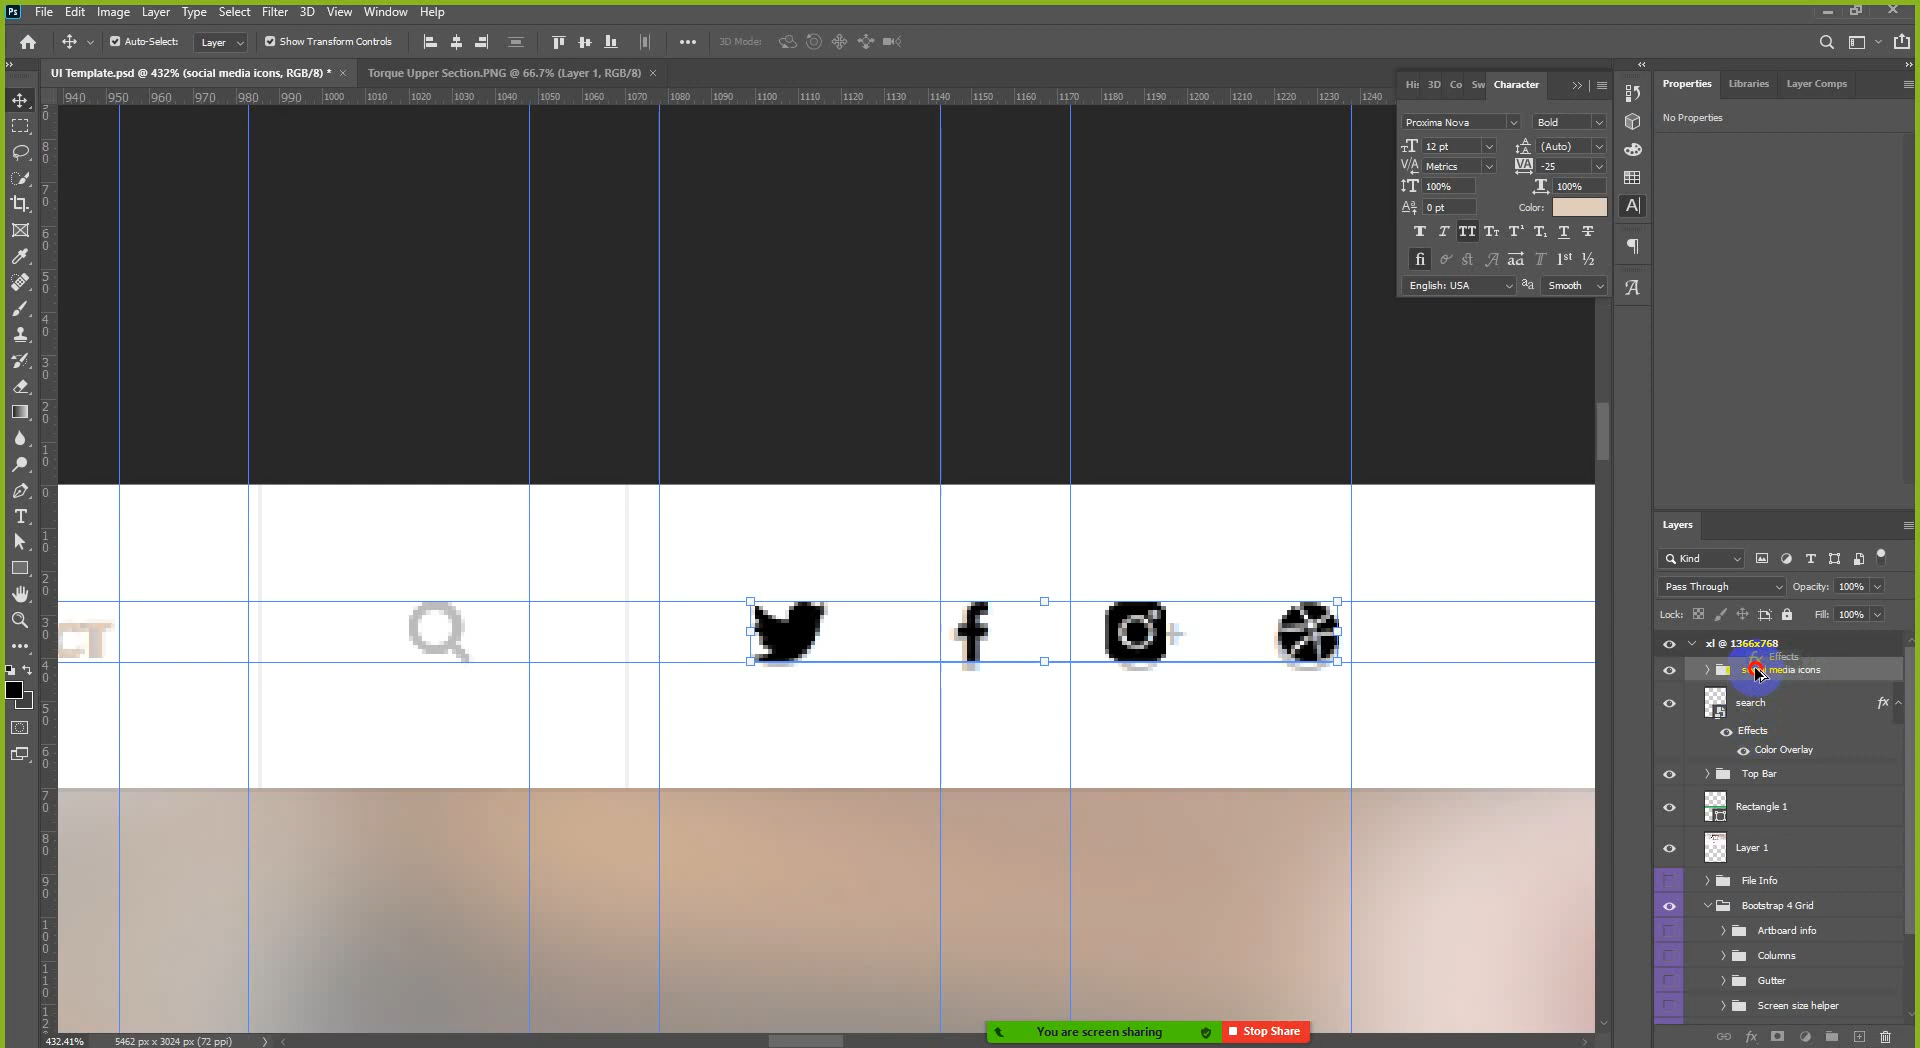 Ps File Edit Image Layer Type Select Filter 3D View Window Help
Auto-Select: Layer Show Transform Controls 3D Mode:
UI Template.psd @ 432% (social media icons, RGB/8) * × Torque Upper Section.PNG @ 66.7% (Layer 1, RGB/8) ×
940 950 960 970 980 990 1000 1010 1020 1030 1040 1050 1060 1070 1080 1090 1100 1110 1120 1130 1140 1150 1160 1170 1180 1190 1200 1210 1220 1230 1240
His 3D Co Sw Character
Proxima Nova Bold
12 pt (Auto)
Metrics -25
100% 100%
0 pt Color:
English: USA Smooth
Properties Libraries Layer Comps
No Properties
CT
Layers
Kind
Pass Through Opacity: 100%
Lock: Fill: 100%
xl @ 1366x768
Effects
social media icons
search fx
Effects
Color Overlay
Top Bar
Rectangle 1
Layer 1
File Info
Bootstrap 4 Grid
Artboard info
Columns
Gutter
Screen size helper
You are screen sharing Stop Share
432.41% 5462 px x 3024 px (72 ppi)